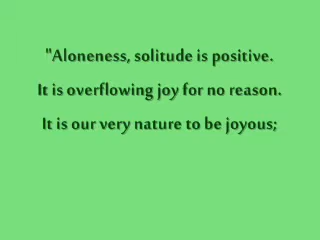 "Aloneness, solitude is positive.
It is overflowing joy for no reason.
It is our very nature to be joyous;